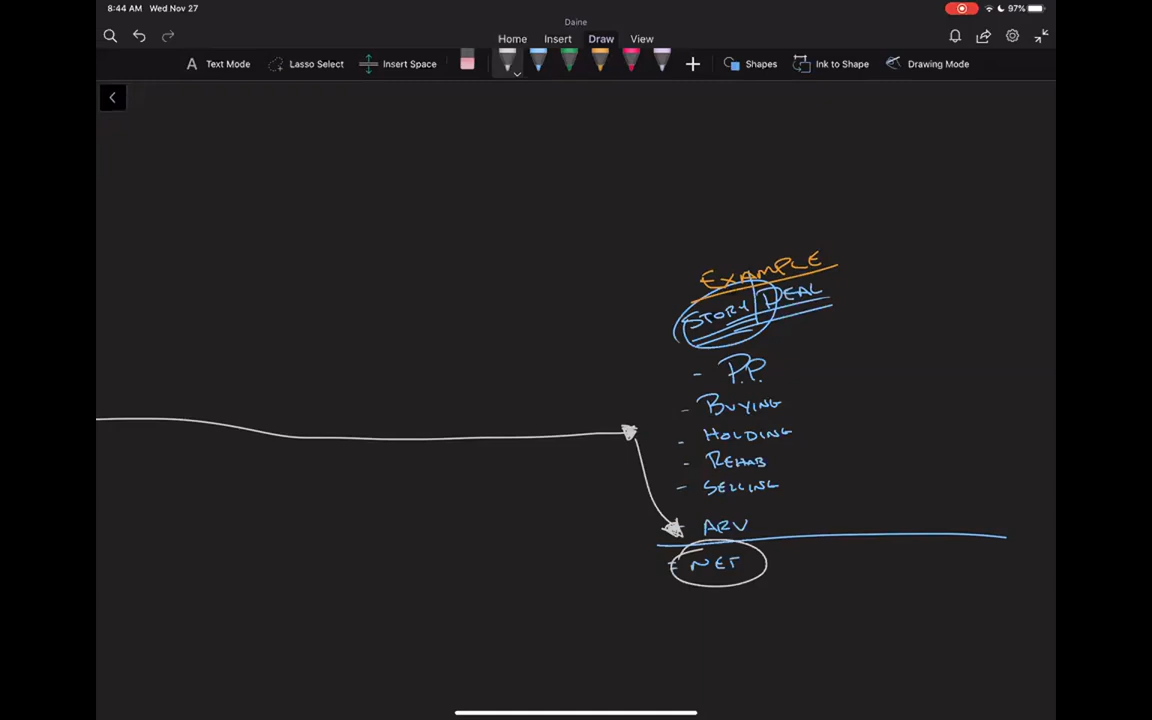 8:44 AM Wed Nov 27
97%
Daine
Home Insert Draw View
Text Mode Lasso Select Insert Space Shapes Ink to Shape Drawing Mode
EXAMPLE
STORY/DEAL
- P.P.
- BUYING
- HOLDING
- REHAB
- SELLING
ARV
= NET